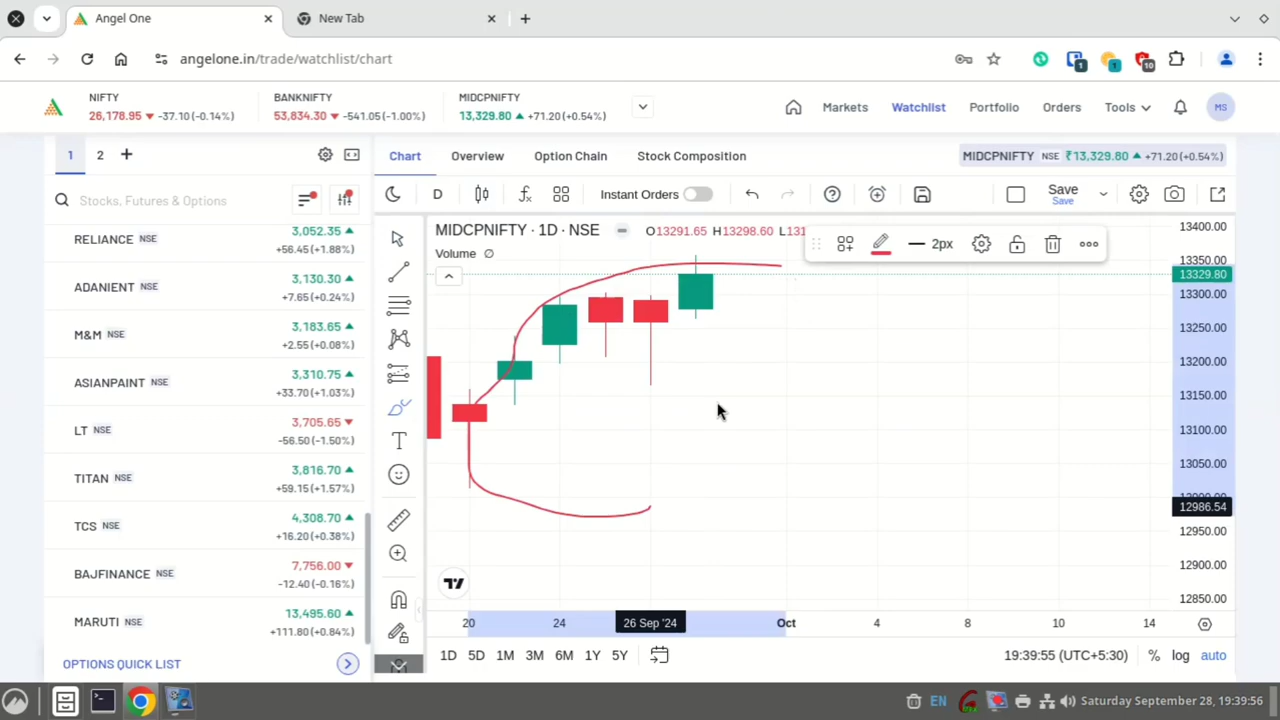 Angel One
New Tab
angelone.in/trade/watchlist/chart
1
1
10
NIFTY
26,178.95 -37.10(-0.14%)
BANKNIFTY
53,834.30 -541.05(-1.00%)
MIDCPNIFTY
13,329.80 +71.20(+0.54%)
Markets
Watchlist
Portfolio
Orders
Tools
MS
1
2
Chart
Overview
Option Chain
Stock Composition
MIDCPNIFTY NSE ₹13,329.80 +71.20(+0.54%)
Stocks, Futures & Options
D
Instant Orders
Save
Save
RELIANCE NSE
3,052.35
+56.45(+1.88%)
ADANIENT NSE
3,130.30
+7.65(+0.24%)
M&M NSE
3,183.65
+2.55(+0.08%)
ASIANPAINT NSE
3,310.75
+33.70(+1.03%)
LT NSE
3,705.65
-56.50(-1.50%)
TITAN NSE
3,816.70
+59.15(+1.57%)
TCS NSE
4,308.70
+16.20(+0.38%)
BAJFINANCE NSE
7,756.00
-12.40(-0.16%)
MARUTI NSE
13,495.60
+111.80(+0.84%)
OPTIONS QUICK LIST
MIDCPNIFTY · 1D · NSE O13291.65 H13298.60
Volume Ø
2px
13400.00
13350.00
13329.80
13300.00
13250.00
13200.00
13150.00
13100.00
13050.00
12986.54
12950.00
12900.00
12850.00
20
24
26 Sep '24
Oct
4
8
10
14
1D
5D
1M
3M
6M
1Y
5Y
19:39:55 (UTC+5:30)
%
log
auto
EN
Saturday September 28, 19:39:56